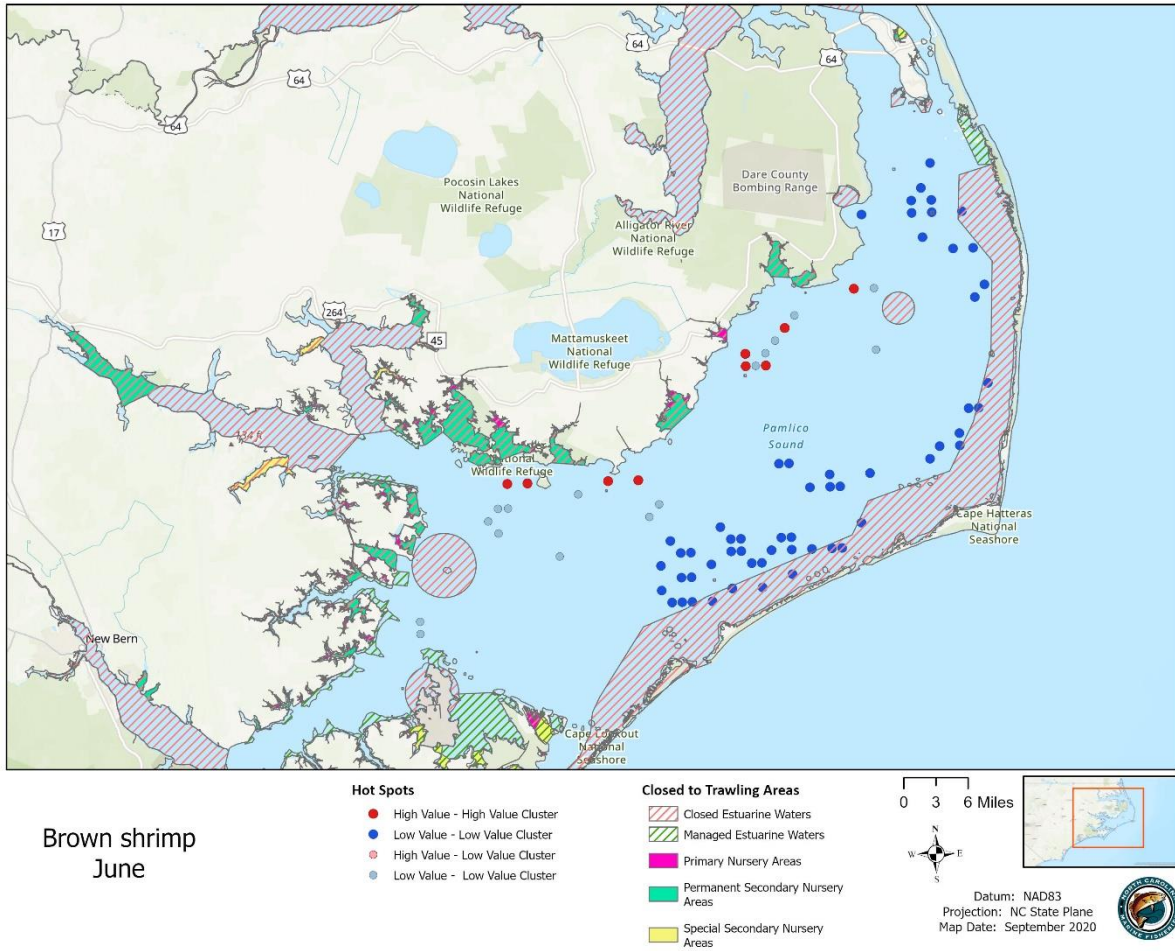 64
64
64
64
17
Pocosin Lakes
National
Wildlife Refuge
Dare County
Bombing Range
Alligator River
National
Wildlife Refuge
264
45
Mattamuskeet
National
Wildlife Refuge
Pamlico
Sound
National
Wildlife Refuge
Cape Hatteras
National
Seashore
New Bern
Cape Lookout
National
Seashore
Brown shrimp
June
Hot Spots
High Value - High Value Cluster
Low Value - Low Value Cluster
High Value - Low Value Cluster
Low Value - Low Value Cluster
Closed to Trawling Areas
Closed Estuarine Waters
Managed Estuarine Waters
Primary Nursery Areas
Permanent Secondary Nursery
Areas
Special Secondary Nursery
Areas
0 3 6 Miles
N
W E
S
Datum: NAD83
Projection: NC State Plane
Map Date: September 2020
NORTH CAROLINA
MARINE FISHERIES